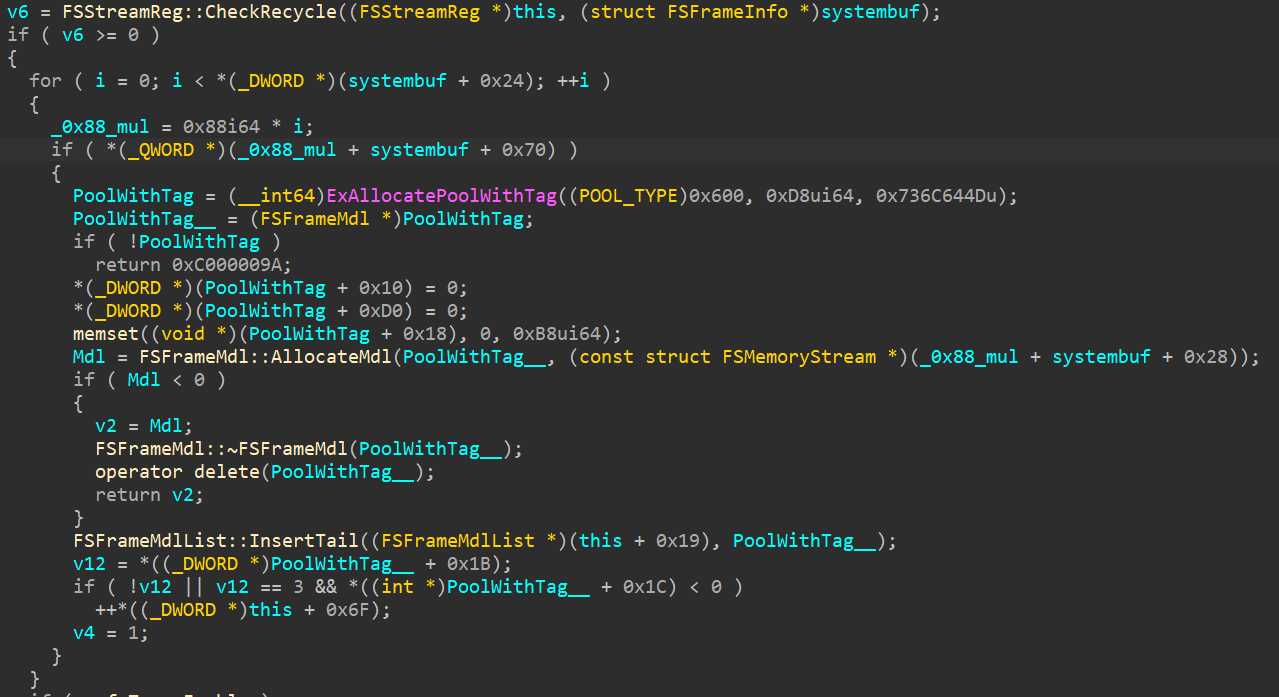 v6 = FSStreamReg::CheckRecycle((FSStreamReg *)this, (struct FSFrameInfo *)systembuf);
if ( v6 >= 0 )
{
for ( i = 0; i < *(_DWORD *)(systembuf + 0x24); ++i )
{
_0x88_mul = 0x88i64 * i;
if ( *(_QWORD *)(_0x88_mul + systembuf + 0x70) )
{
PoolWithTag = (__int64)ExAllocatePoolWithTag((POOL_TYPE)0x600, 0xD8ui64, 0x736C644Du);
PoolWithTag__ = (FSFrameMdl *)PoolWithTag;
if ( !PoolWithTag )
return 0xC000009A;
*(_DWORD *)(PoolWithTag + 0x10) = 0;
*(_DWORD *)(PoolWithTag + 0xD0) = 0;
memset((void *)(PoolWithTag + 0x18), 0, 0xB8ui64);
Mdl = FSFrameMdl::AllocateMdl(PoolWithTag__, (const struct FSMemoryStream *)(_0x88_mul + systembuf + 0x28));
if ( Mdl < 0 )
{
v2 = Mdl;
FSFrameMdl::~FSFrameMdl(PoolWithTag__);
operator delete(PoolWithTag__);
return v2;
}
FSFrameMdlList::InsertTail((FSFrameMdlList *)(this + 0x19), PoolWithTag__);
v12 = *((_DWORD *)PoolWithTag__ + 0x1B);
if ( !v12 || v12 == 3 && *((int *)PoolWithTag__ + 0x1C) < 0 )
++*((_DWORD *)this + 0x6F);
v4 = 1;
}
}